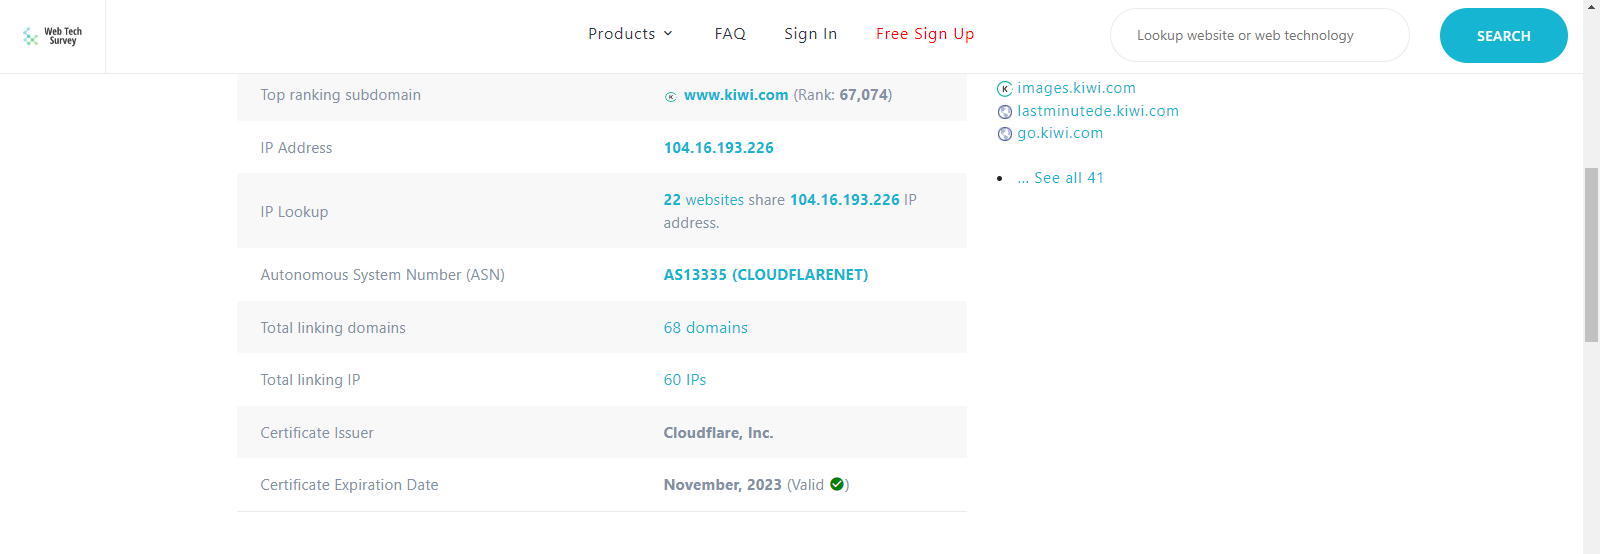 Web Tech
Survey
Products
FAQ
Sign In
Free Sign Up
Lookup website or web technology
SEARCH
Top ranking subdomain
www.kiwi.com (Rank: 67,074)
IP Address
104.16.193.226
IP Lookup
22 websites share 104.16.193.226 IP
address.
Autonomous System Number (ASN)
AS13335 (CLOUDFLARENET)
Total linking domains
68 domains
Total linking IP
60 IPs
Certificate Issuer
Cloudflare, Inc.
Certificate Expiration Date
November, 2023 (Valid )
images.kiwi.com
lastminutede.kiwi.com
go.kiwi.com
... See all 41